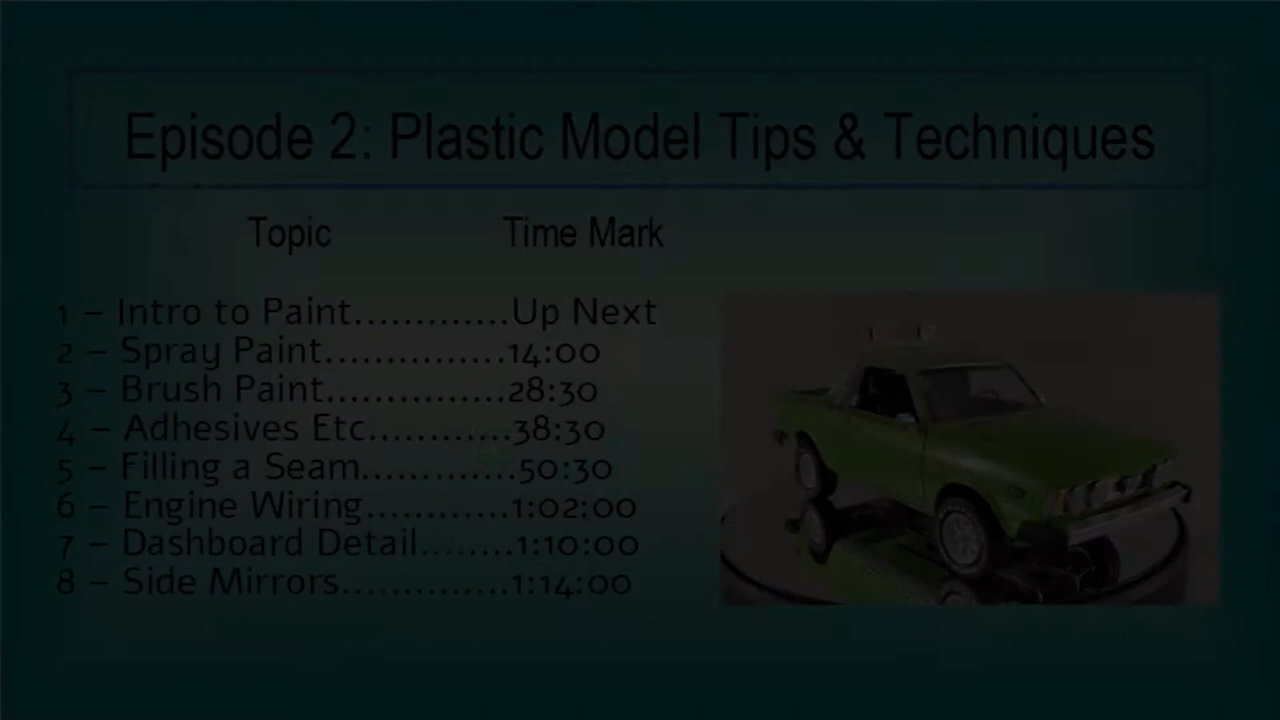 Episode 2: Plastic Model Tips & Techniques
Topic Time Mark
1 – Intro to Paint.............Up Next
2 – Spray Paint...............14:00
3 – Brush Paint...............28:30
4 – Adhesives Etc............38:30
5 – Filling a Seam.............50:30
6 – Engine Wiring............1:02:00
7 – Dashboard Detail........1:10:00
8 – Side Mirrors..............1:14:00